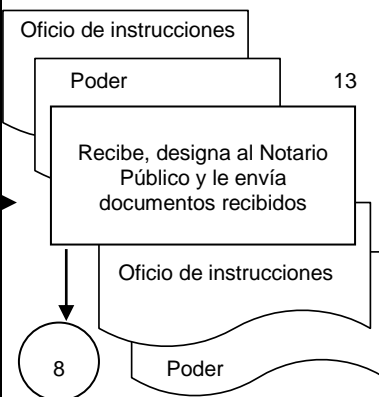 Oficio de instrucciones
Poder
13
Recibe, designa al Notario
Público y le envía
documentos recibidos
Oficio de instrucciones
8
Poder